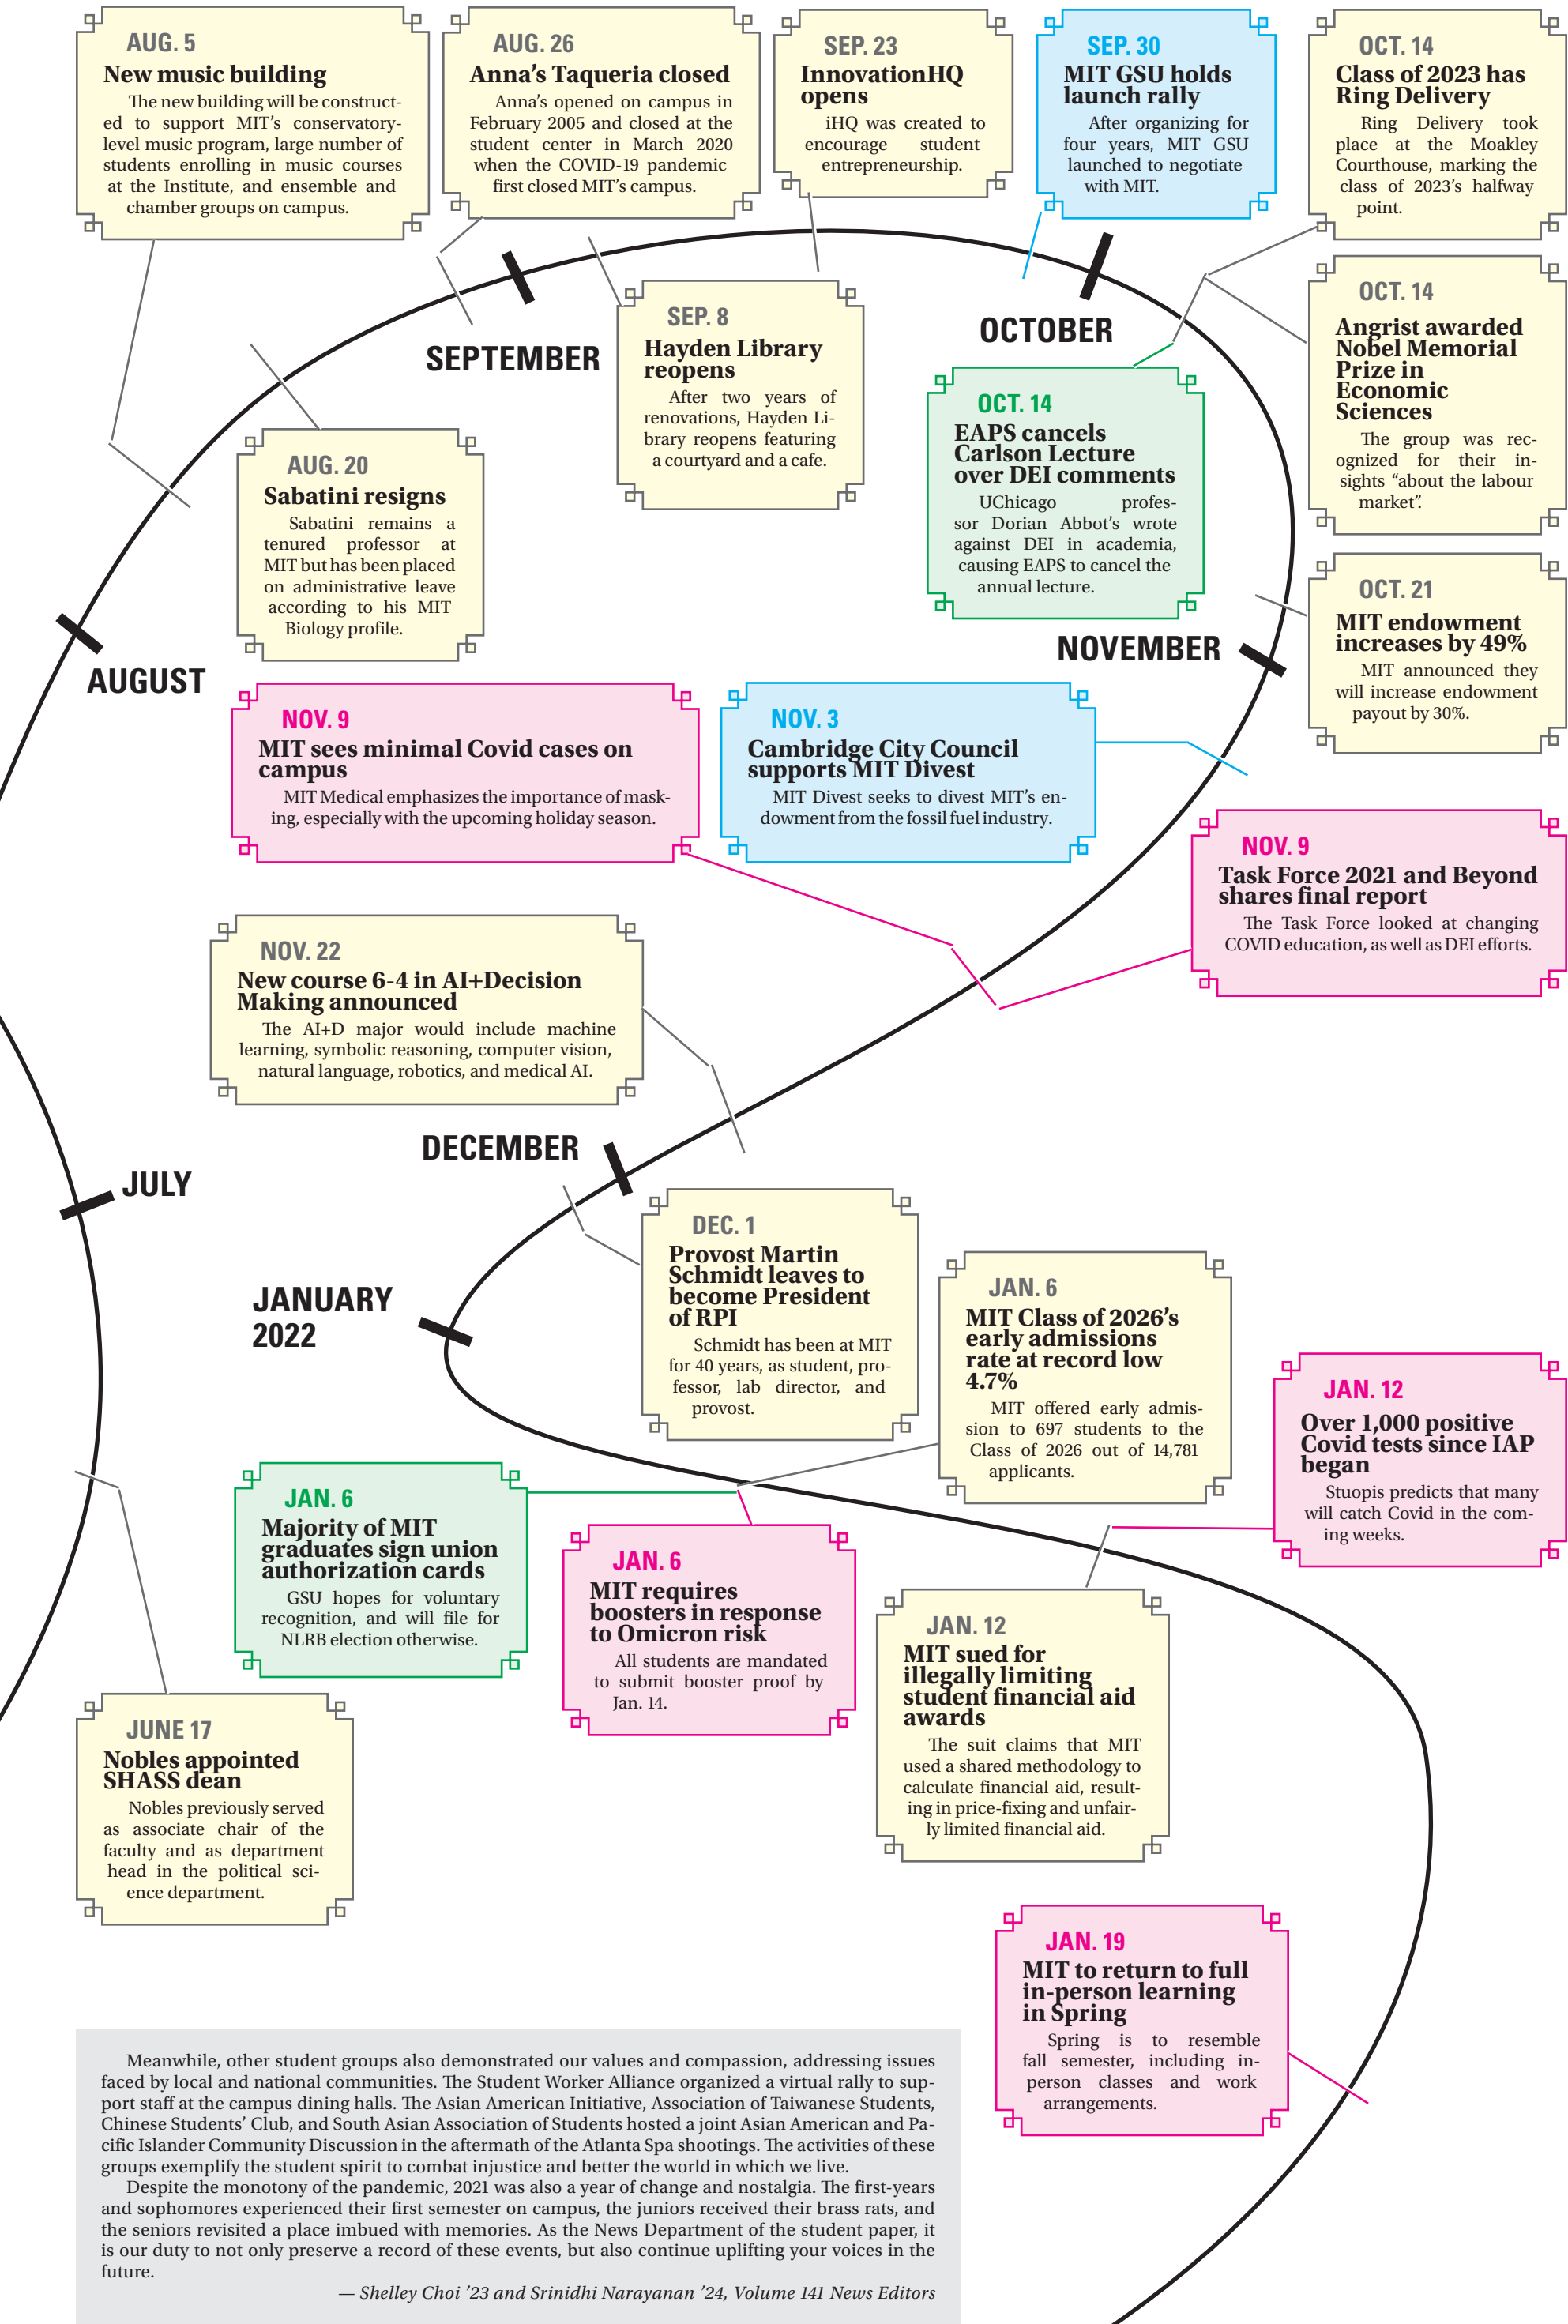 AUG. 5
New music building
The new building will be construct-
ed to support MIT's conservatory-
level music program, large number of
students enrolling in music courses
at the Institute, and ensemble and
chamber groups on campus.
AUG. 26
Anna's Taqueria closed
Anna's opened on campus in
February 2005 and closed at the
student center in March 2020
when the COVID-19 pandemic
first closed MIT's campus.
SEP. 23
InnovationHQ
opens
iHQ was created to
encourage student
entrepreneurship.
SEP. 30
MIT GSU holds
launch rally
After organizing for
four years, MIT GSU
launched to negotiate
with MIT.
OCT. 14
Class of 2023 has
Ring Delivery
Ring Delivery took
place at the Moakley
Courthouse, marking the
class of 2023's halfway
point.
SEPTEMBER
SEP. 8
Hayden Library
reopens
After two years of
renovations, Hayden Li-
brary reopens featuring
a courtyard and a cafe.
OCTOBER
OCT. 14
Angrist awarded
Nobel Memorial
Prize in
Economic
Sciences
The group was rec-
ognized for their in-
sights "about the labour
market".
OCT. 14
EAPS cancels
Carlson Lecture
over DEI comments
UChicago profes-
sor Dorian Abbot's wrote
against DEI in academia,
causing EAPS to cancel the
annual lecture.
AUG. 20
Sabatini resigns
Sabatini remains a
tenured professor at
MIT but has been placed
on administrative leave
according to his MIT
Biology profile.
OCT. 21
MIT endowment
increases by 49%
MIT announced they
will increase endowment
payout by 30%.
AUGUST
NOVEMBER
NOV. 9
MIT sees minimal Covid cases on
campus
MIT Medical emphasizes the importance of mask-
ing, especially with the upcoming holiday season.
NOV. 3
Cambridge City Council
supports MIT Divest
MIT Divest seeks to divest MIT's en-
dowment from the fossil fuel industry.
NOV. 9
Task Force 2021 and Beyond
shares final report
The Task Force looked at changing
COVID education, as well as DEI efforts.
NOV. 22
New course 6-4 in AI+Decision
Making announced
The AI+D major would include machine
learning, symbolic reasoning, computer vision,
natural language, robotics, and medical AI.
DECEMBER
JULY
DEC. 1
Provost Martin
Schmidt leaves to
become President
of RPI
Schmidt has been at MIT
for 40 years, as student, pro-
fessor, lab director, and
provost.
JANUARY
2022
JAN. 6
MIT Class of 2026's
early admissions
rate at record low
4.7%
MIT offered early admis-
sion to 697 students to the
Class of 2026 out of 14,781
applicants.
JAN. 12
Over 1,000 positive
Covid tests since IAP
began
Stuopis predicts that many
will catch Covid in the com-
ing weeks.
JAN. 6
Majority of MIT
graduates sign union
authorization cards
GSU hopes for voluntary
recognition, and will file for
NLRB election otherwise.
JAN. 6
MIT requires
boosters in response
to Omicron risk
All students are mandated
to submit booster proof by
Jan. 14.
JAN. 12
MIT sued for
illegally limiting
student financial aid
awards
The suit claims that MIT
used a shared methodology to
calculate financial aid, result-
ing in price-fixing and unfair-
ly limited financial aid.
JUNE 17
Nobles appointed
SHASS dean
Nobles previously served
as associate chair of the
faculty and as department
head in the political sci-
ence department.
JAN. 19
MIT to return to full
in-person learning
in Spring
Spring is to resemble
fall semester, including in-
person classes and work
arrangements.
Meanwhile, other student groups also demonstrated our values and compassion, addressing issues
faced by local and national communities. The Student Worker Alliance organized a virtual rally to sup-
port staff at the campus dining halls. The Asian American Initiative, Association of Taiwanese Students,
Chinese Students' Club, and South Asian Association of Students hosted a joint Asian American and Pa-
cific Islander Community Discussion in the aftermath of the Atlanta Spa shootings. The activities of these
groups exemplify the student spirit to combat injustice and better the world in which we live.
Despite the monotony of the pandemic, 2021 was also a year of change and nostalgia. The first-years
and sophomores experienced their first semester on campus, the juniors received their brass rats, and
the seniors revisited a place imbued with memories. As the News Department of the student paper, it
is our duty to not only preserve a record of these events, but also continue uplifting your voices in the
future.
— Shelley Choi '23 and Srinidhi Narayanan '24, Volume 141 News Editors